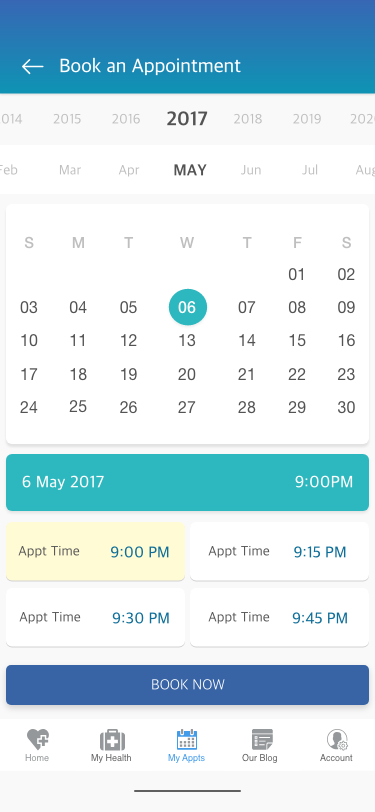 Book an Appointment
014 2015 2016 2017 2018 2019 202
Feb Mar Apr MAY Jun Jul Aug
S M T W T F S
01 02
03 04 05 06 07 08 09
10 11 12 13 14 15 16
17 18 19 20 21 22 23
24 25 26 27 28 29 30
6 May 2017 9:00PM
Appt Time 9:00 PM Appt Time 9:15 PM
Appt Time 9:30 PM Appt Time 9:45 PM
BOOK NOW
Home My Health My Appts Our Blog Account